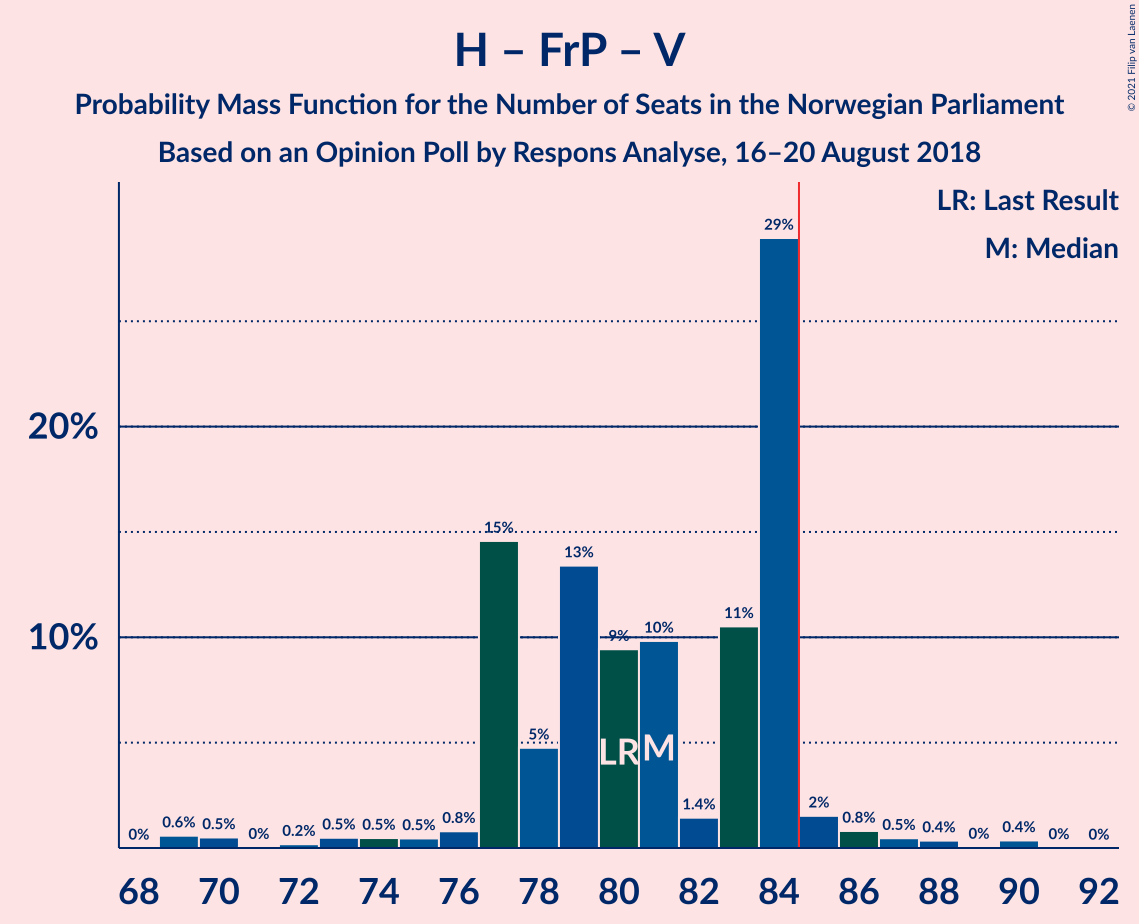 H – FrP – V
Probability Mass Function for the Number of Seats in the Norwegian Parliament
Based on an Opinion Poll by Respons Analyse, 16–20 August 2018
© 2021 Filip van Laenen
LR: Last Result
M: Median
20%
10%
0% 0.6% 0.5% 0% 0.2% 0.5% 0.5% 0.5% 0.8% 15% 5% 13% 9% 10% 1.4% 11% 29% 2% 0.8% 0.5% 0.4% 0% 0.4% 0% 0%
LR M
68 70 72 74 76 78 80 82 84 86 88 90 92